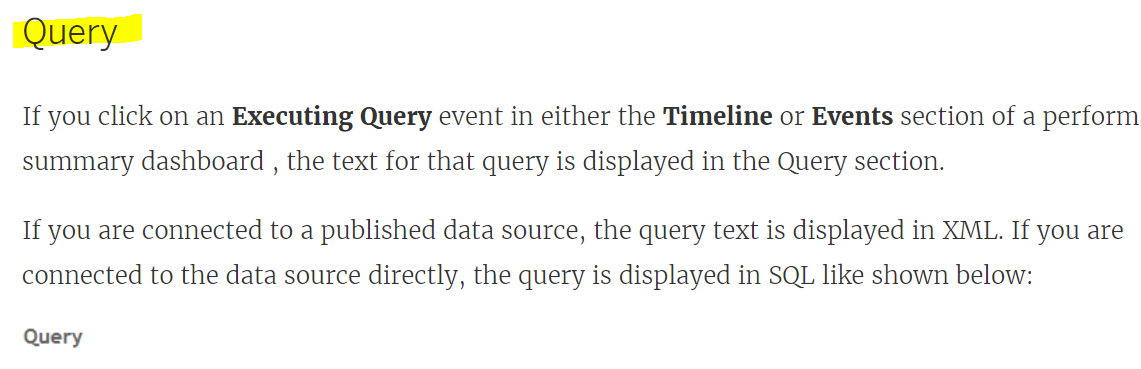 Query
If you click on an Executing Query event in either the Timeline or Events section of a perform
summary dashboard , the text for that query is displayed in the Query section.
If you are connected to a published data source, the query text is displayed in XML. If you are
connected to the data source directly, the query is displayed in SQL like shown below:
Query